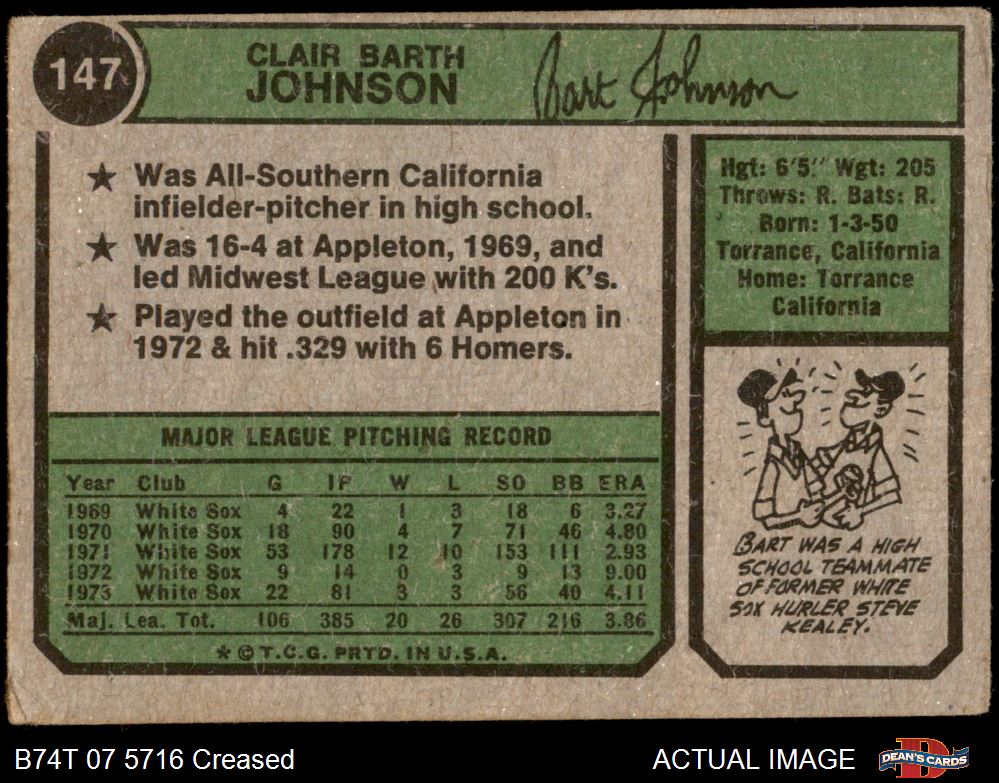 147
CLAIR BARTH
JOHNSON
Bart Johnson
★ Was All-Southern California
infielder-pitcher in high school.
★ Was 16-4 at Appleton, 1969, and
led Midwest League with 200 K's.
★ Played the outfield at Appleton in
1972 & hit .329 with 6 Homers.
Hgt: 6'5" Wgt: 205
Throws: R. Bats: R.
Born: 1-3-50
Torrance, California
Home: Torrance
California
MAJOR LEAGUE PITCHING RECORD
Year Club G IP W L SO BB ERA
1969 White Sox 4 22 1 3 18 6 3.27
1970 White Sox 18 90 4 7 71 46 4.80
1971 White Sox 53 178 12 10 153 111 2.93
1972 White Sox 9 14 0 3 9 13 9.00
1973 White Sox 22 81 3 3 56 40 4.11
Maj. Lea. Tot. 106 385 20 26 307 216 3.86
* © T.C.G. PRTD. IN U.S.A.
BART WAS A HIGH
SCHOOL TEAMMATE
OF FORMER WHITE
SOX HURLER STEVE
KEALEY.
B74T 07 5716 Creased
ACTUAL IMAGE
DEAN'S CARDS